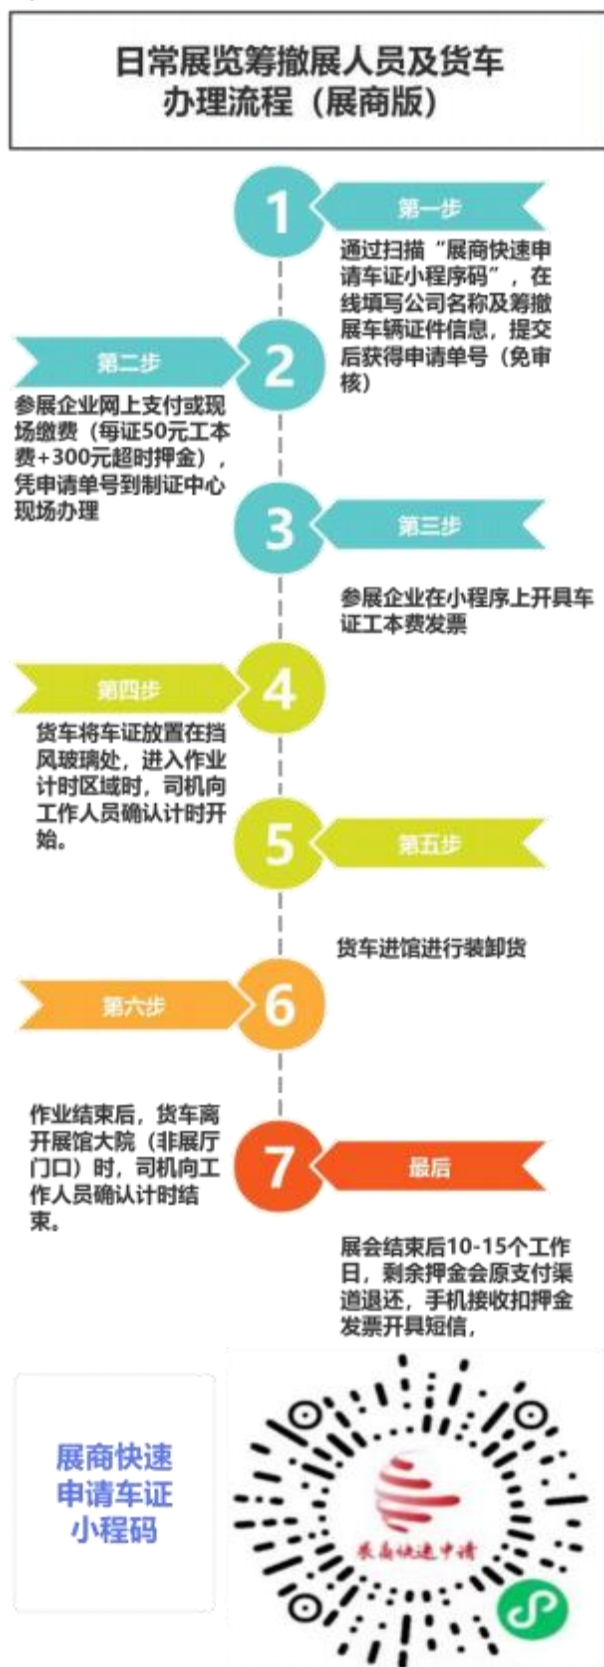 日常展览筹撤展人员及货车
办理流程（展商版）
1
第一步
通过扫描“展商快速申
请车证小程序码”，在
线填写公司名称及筹撤
展车辆证件信息，提交
后获得申请单号（免审
核）
第二步
2
参展企业网上支付或现
场缴费（每证50元工本
费+300元超时押金），
凭申请单号到制证中心
现场办理
3
第三步
参展企业在小程序上开具车
证工本费发票
第四步
4
货车将车证放置在挡
风玻璃处，进入作业
计时区域时，司机向
工作人员确认计时开
始。
5
第五步
货车进馆进行装卸货
第六步
6
作业结束后，货车离
开展馆大院（非展厅
门口）时，司机向工
作人员确认计时结
束。
7
最后
展会结束后10-15个工作
日，剩余押金会原支付渠
道退还，手机接收扣押金
发票开具短信，
展商快速
申请车证
小程码
展商快速申请